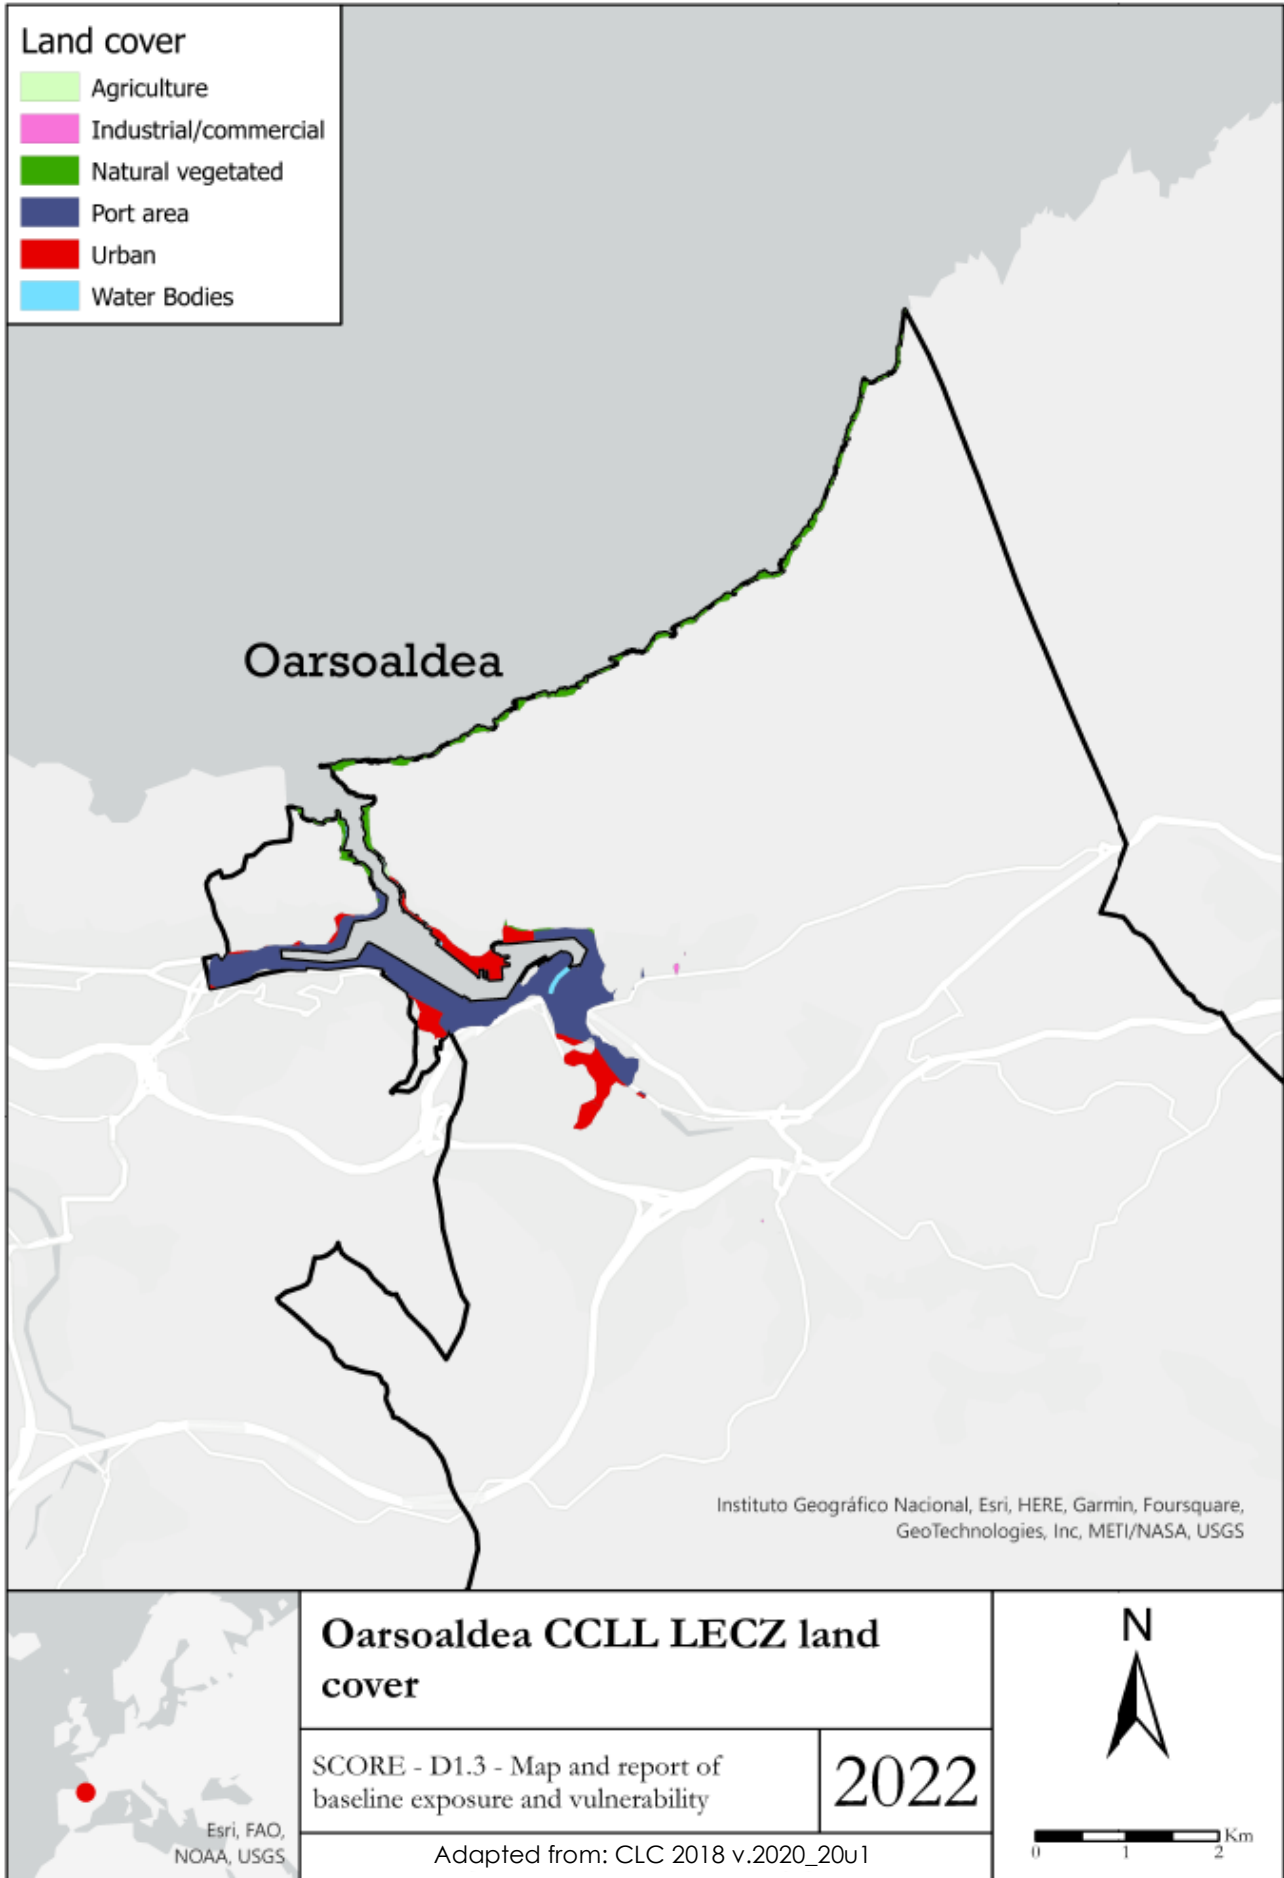 Land cover
Agriculture
Industrial/commercial
Natural vegetated
Port area
Urban
Water Bodies
Oarsoaldea
Instituto Geográfico Nacional, Esri, HERE, Garmin, Foursquare,
GeoTechnologies, Inc, METI/NASA, USGS
Esri, FAO,
NOAA, USGS
Oarsoaldea CCLL LECZ land
cover
SCORE - D1.3 - Map and report of
baseline exposure and vulnerability
2022
Adapted from: CLC 2018 v.2020_20u1
N
Km
0 1 2